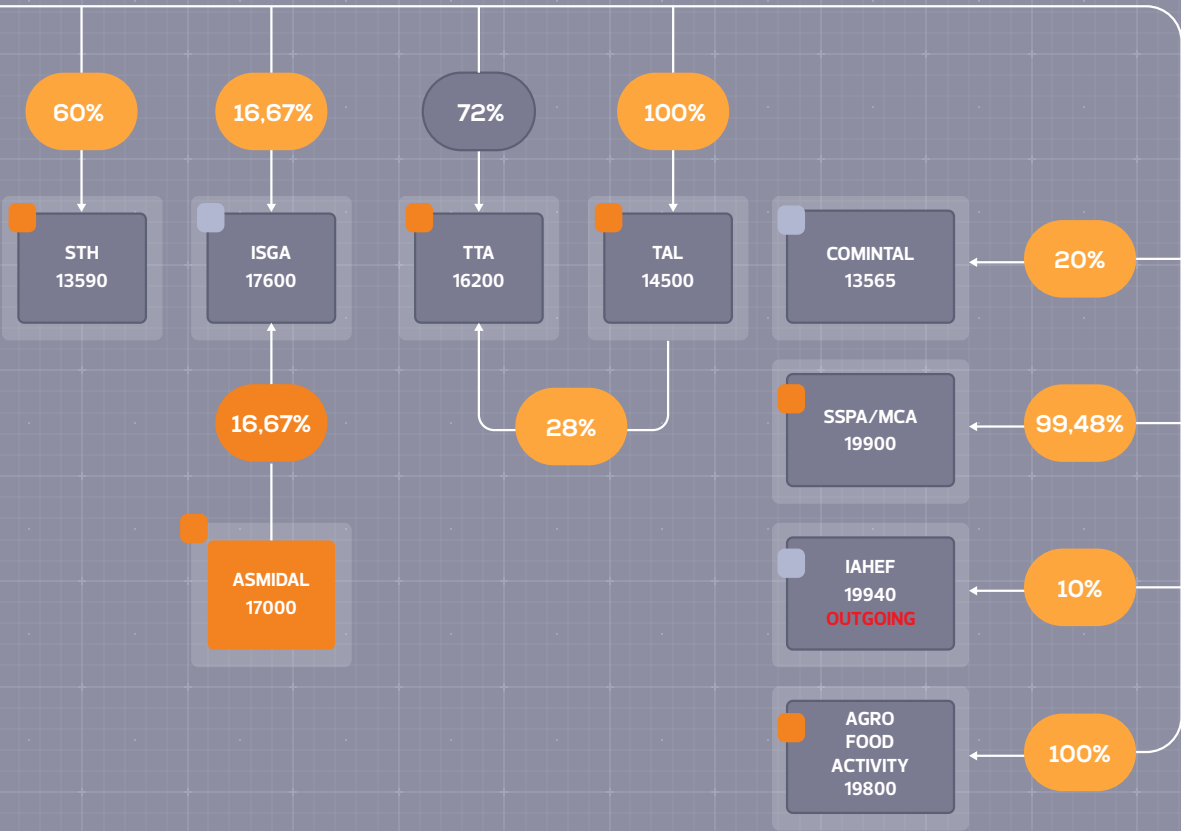 60%
16,67%
72%
100%
STH
13590
ISGA
17600
TTA
16200
TAL
14500
COMINTAL
13565
20%
16,67%
28%
SSPA/MCA
19900
99,48%
ASMIDAL
17000
IAHEF
19940
OUTGOING
10%
AGRO
FOOD
ACTIVITY
19800
100%